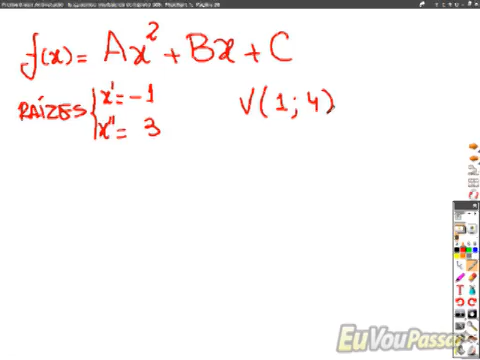 f(x) = Ax² + Bx + C
RAÍZES { x' = -1
x'' = 3
V(1; 4)
EuVouPassar